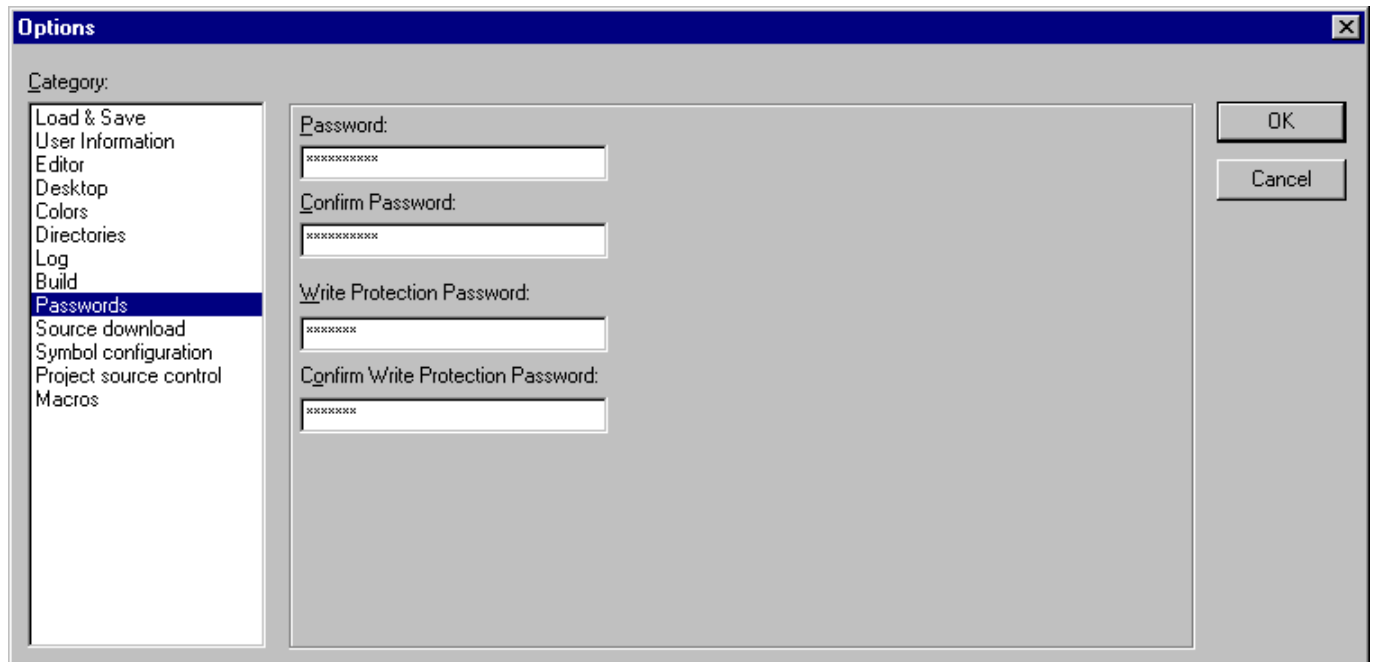 Options
Category:
Load & Save
User Information
Editor
Desktop
Colors
Directories
Log
Build
Passwords
Source download
Symbol configuration
Project source control
Macros
Password:
**********
Confirm Password:
**********
Write Protection Password:
*******
Confirm Write Protection Password:
*******
OK
Cancel